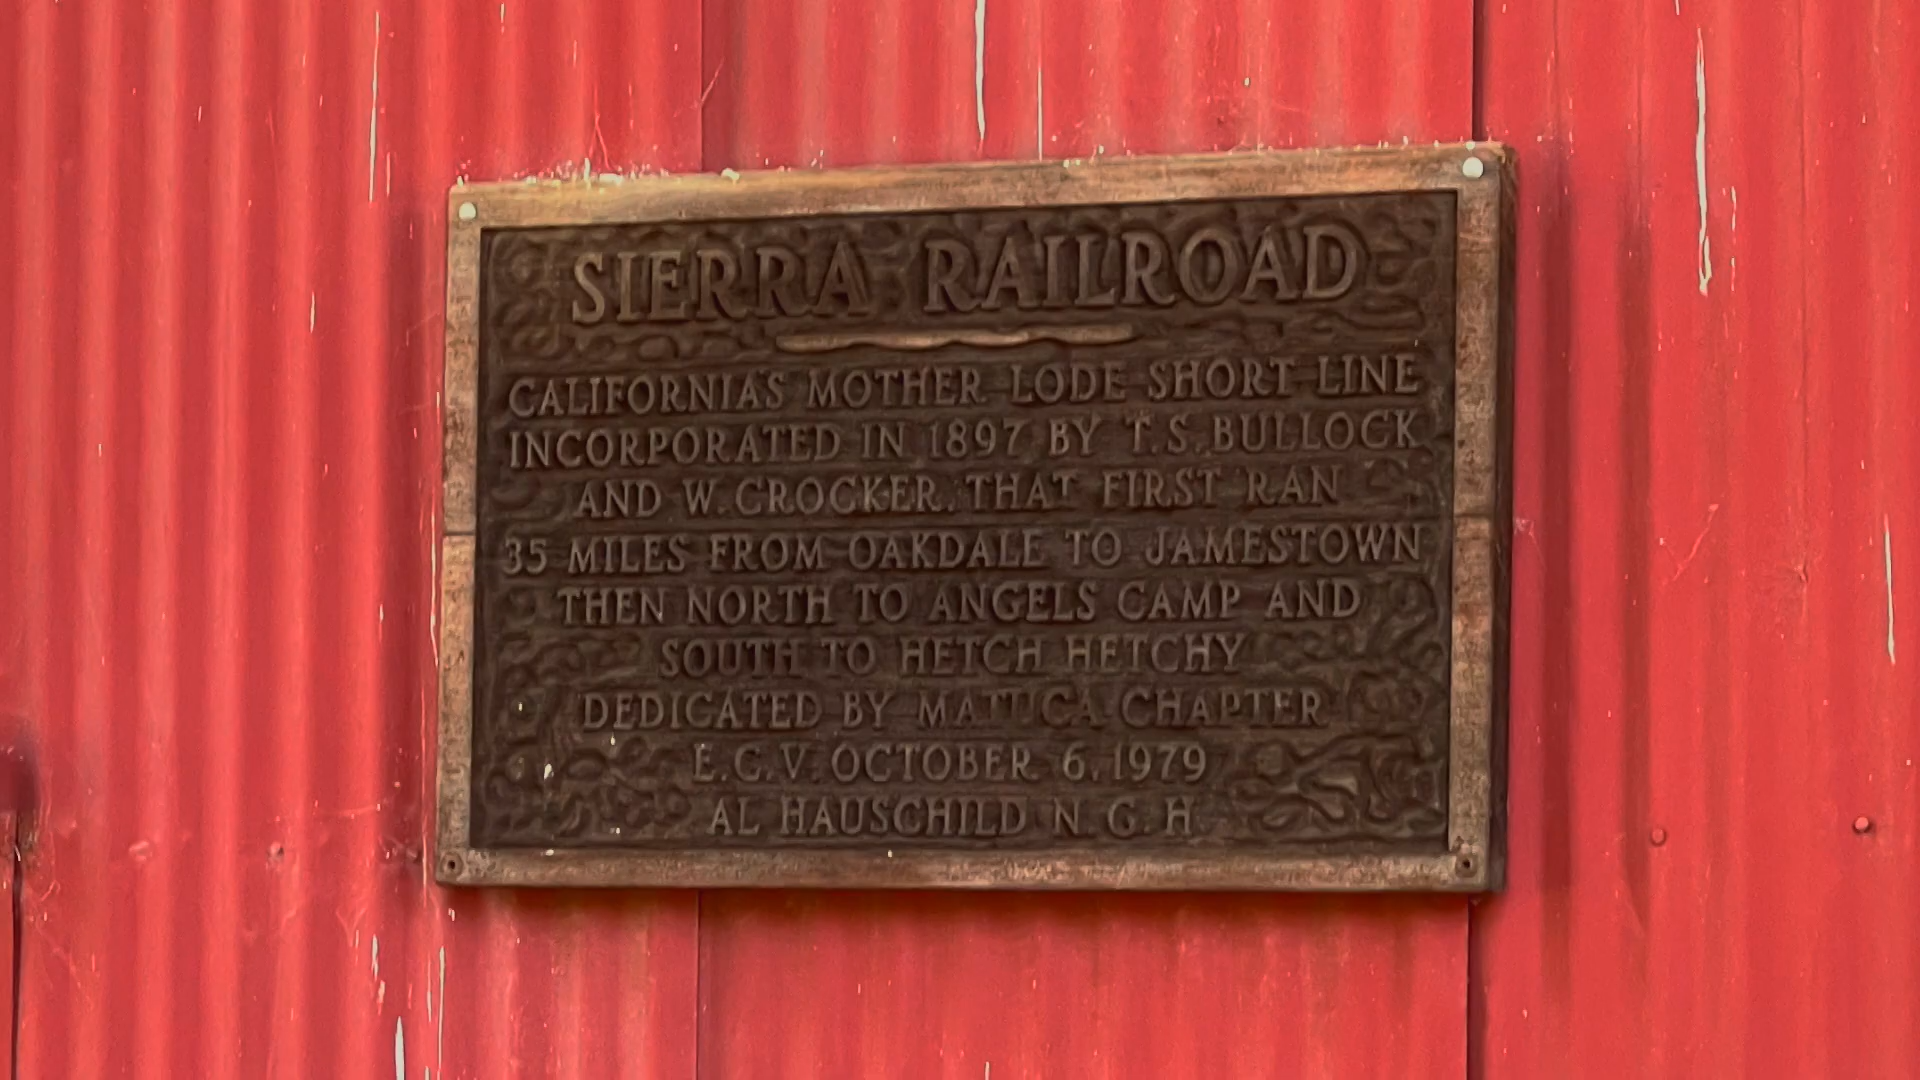 SIERRA RAILROAD
CALIFORNIA'S MOTHER LODE SHORT LINE
INCORPORATED IN 1897 BY T.S. BULLOCK
AND W. CROCKER. THAT FIRST RAN
35 MILES FROM OAKDALE TO JAMESTOWN
THEN NORTH TO ANGELS CAMP AND
SOUTH TO HETCH HETCHY
DEDICATED BY MATUCA CHAPTER
E.C.V. OCTOBER 6, 1979
AL HAUSCHILD N. G. H.